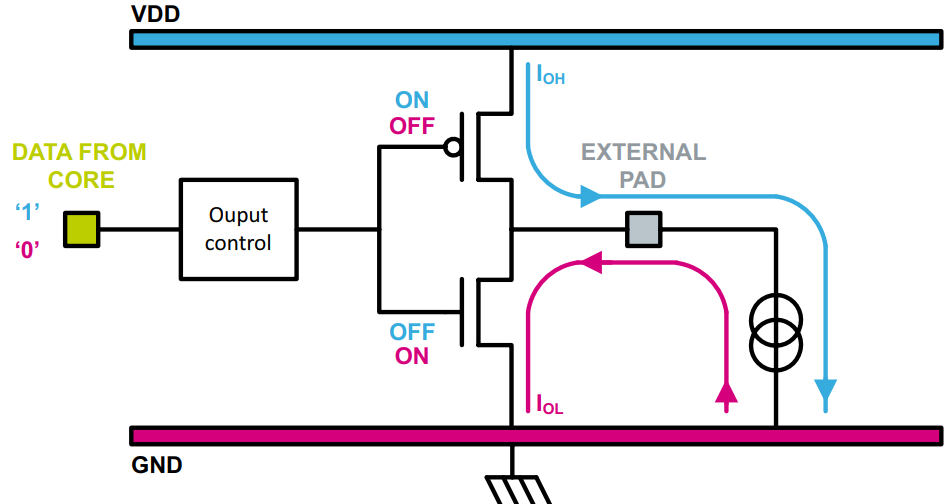 VDD
IOH
ON
OFF
DATA FROM
CORE
EXTERNAL
PAD
‘1’
‘0’
Ouput
control
OFF
ON
IOL
GND